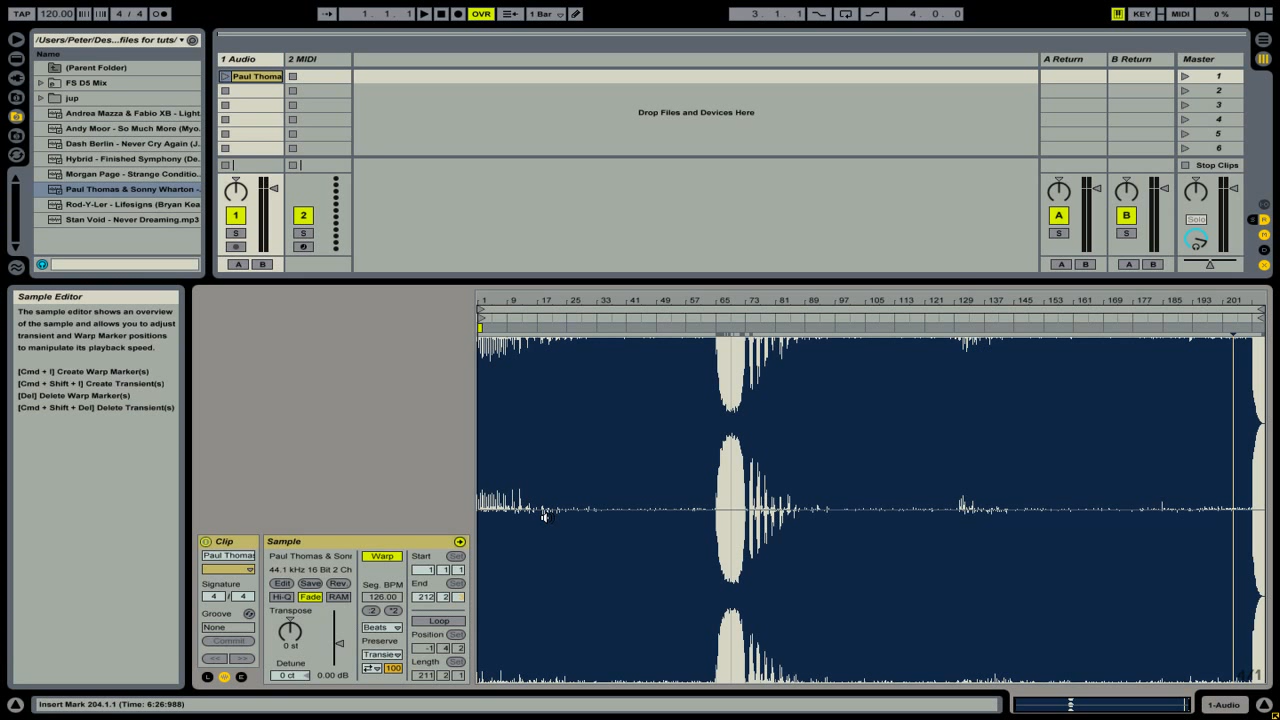 TAP 120.00 4 / 4 1. 1. 1 OVR 1 Bar 3. 1. 1 4. 0. 0 KEY MIDI 0 % D
/Users/Peter/Des...files for tuts/
Name
(Parent Folder)
FS D5 Mix
jup
Andrea Mazza & Fabio XB - Light
Andy Moor - So Much More (Myo.
Dash Berlin - Never Cry Again (J.
Hybrid - Finished Symphony (De.
Morgan Page - Strange Conditio..
Paul Thomas & Sonny Wharton -.
Rod-Y-Ler - Lifesigns (Bryan Kea
Stan Void - Never Dreaming.mp3
1 Audio 2 MIDI A Return B Return Master
Paul Thoma 1
2
Drop Files and Devices Here 3
4
5
6
Stop Clips
1 2 A B Solo
S S S S
A B A B A B
Sample Editor
The sample editor shows an overview
of the sample and allows you to adjust
transient and Warp Marker positions
to manipulate its playback speed.
[Cmd + I] Create Warp Marker(s)
[Cmd + Shift + I] Create Transient(s)
[Del] Delete Warp Marker(s)
[Cmd + Shift + Del] Delete Transient(s)
1 9 17 25 33 41 49 57 65 73 81 89 97 105 113 121 129 137 145 153 161 169 177 185 193 201
Clip
Paul Thomas
Signature
4 / 4
Groove
None
Commit
<< >>
L E
Sample
Paul Thomas & Soni
44.1 kHz 16 Bit 2 Ch
Edit Save Rev.
Hi-Q Fade RAM
Transpose
0 st
Detune
0 ct 0.00 dB
Warp
Seg. BPM
126.00
:2 *2
Beats
Preserve
Transie
100
Start Set
1 1 1
End Set
212 2
Loop
Position Set
-1 4 2
Length Set
211 2 1
Insert Mark 204.1.1 (Time: 6:26:988)
1-Audio